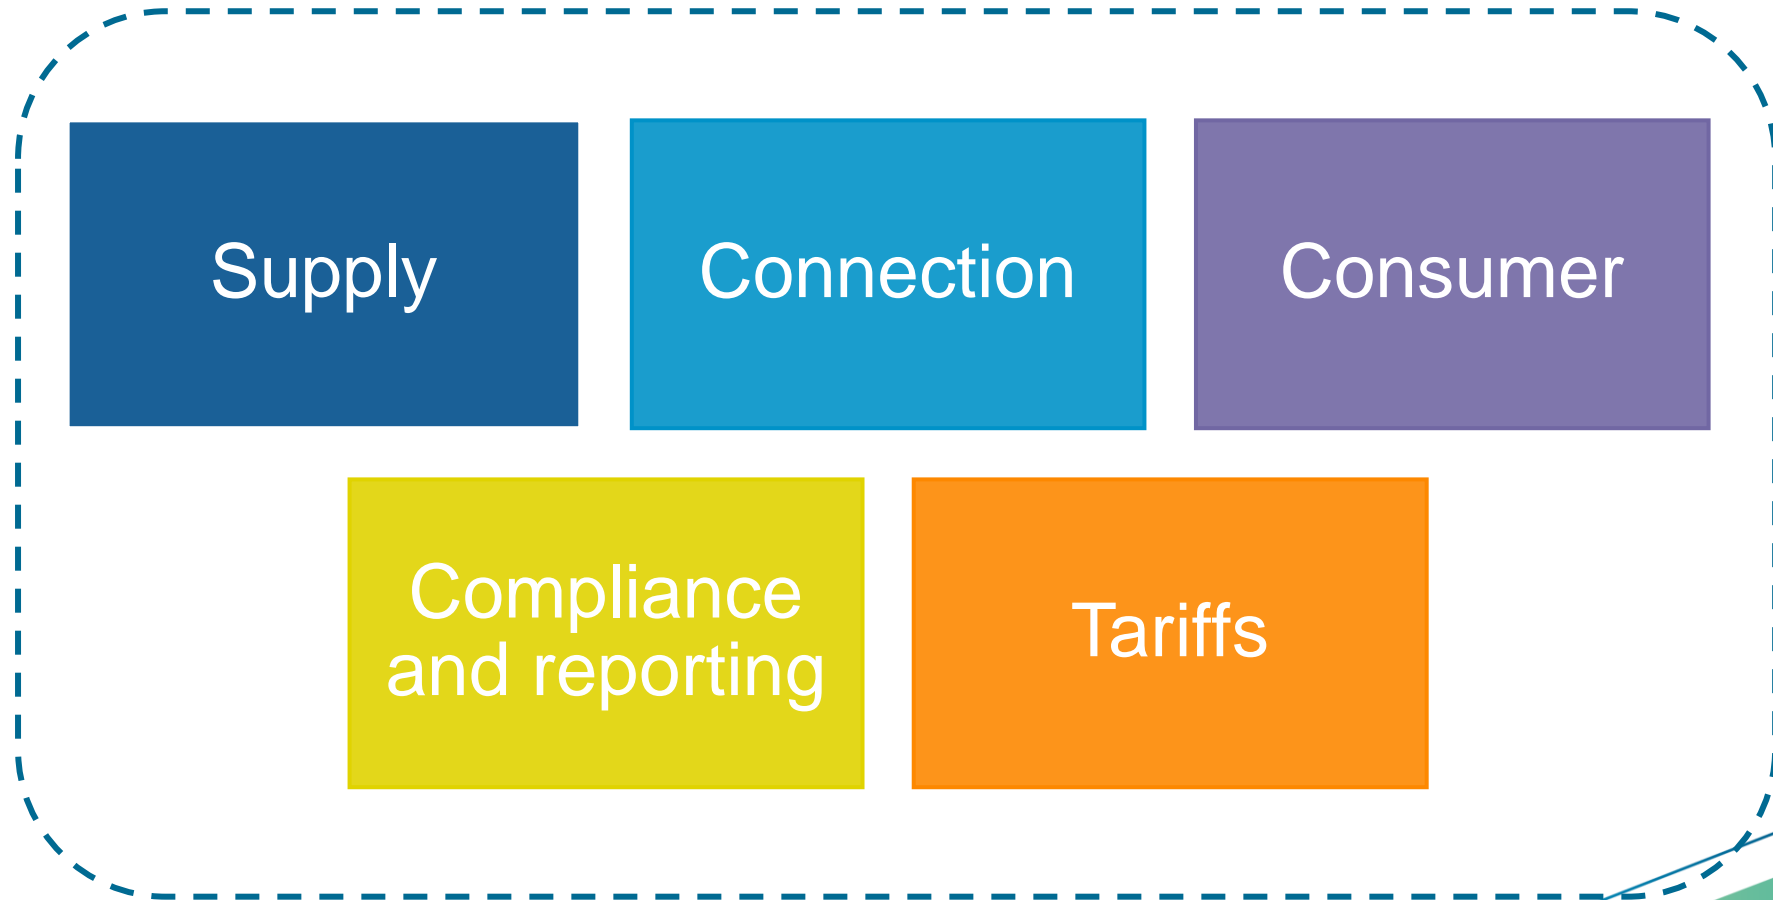 Supply
Connection
Consumer
Compliance
and reporting
Tariffs